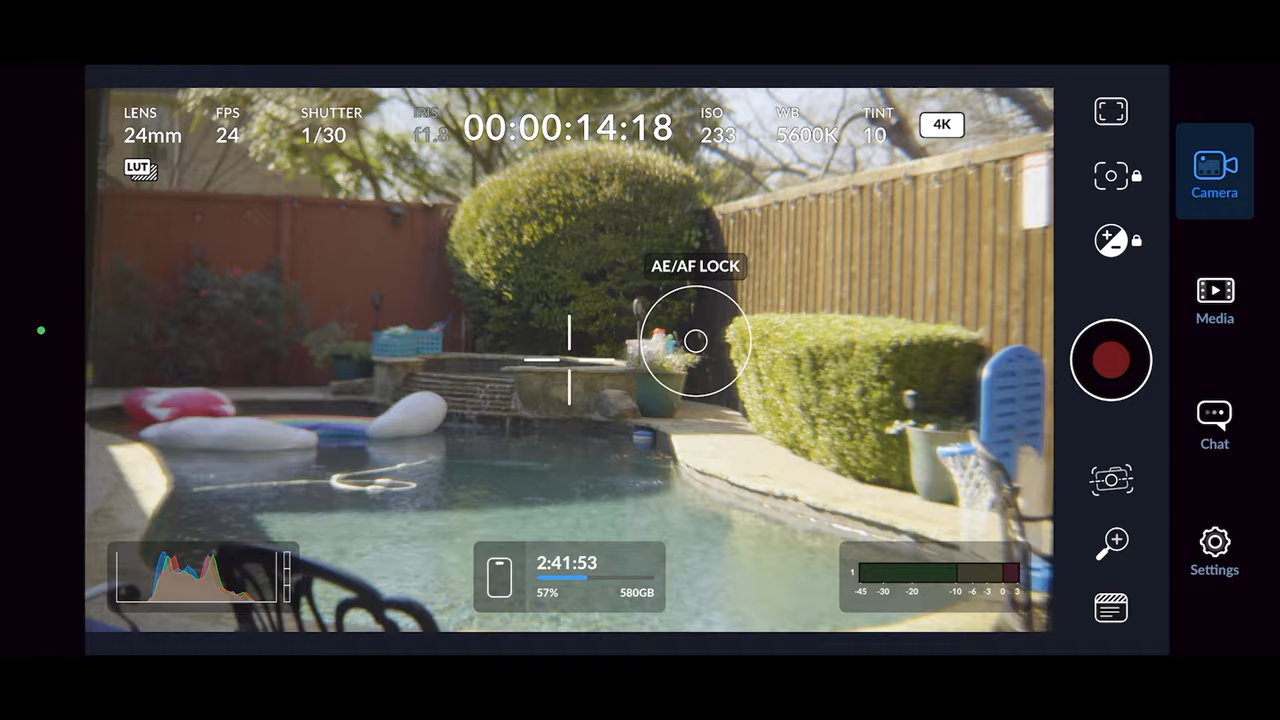 LENS FPS SHUTTER IRIS 00:00:14:18 ISO WB TINT 4K
24mm 24 1/30 f1.8 233 5600K 10
LUT
AE/AF LOCK
2:41:53
57% 580GB
1
-45 -30 -20 -10 -6 -3 0 3
Camera
Media
Chat
Settings